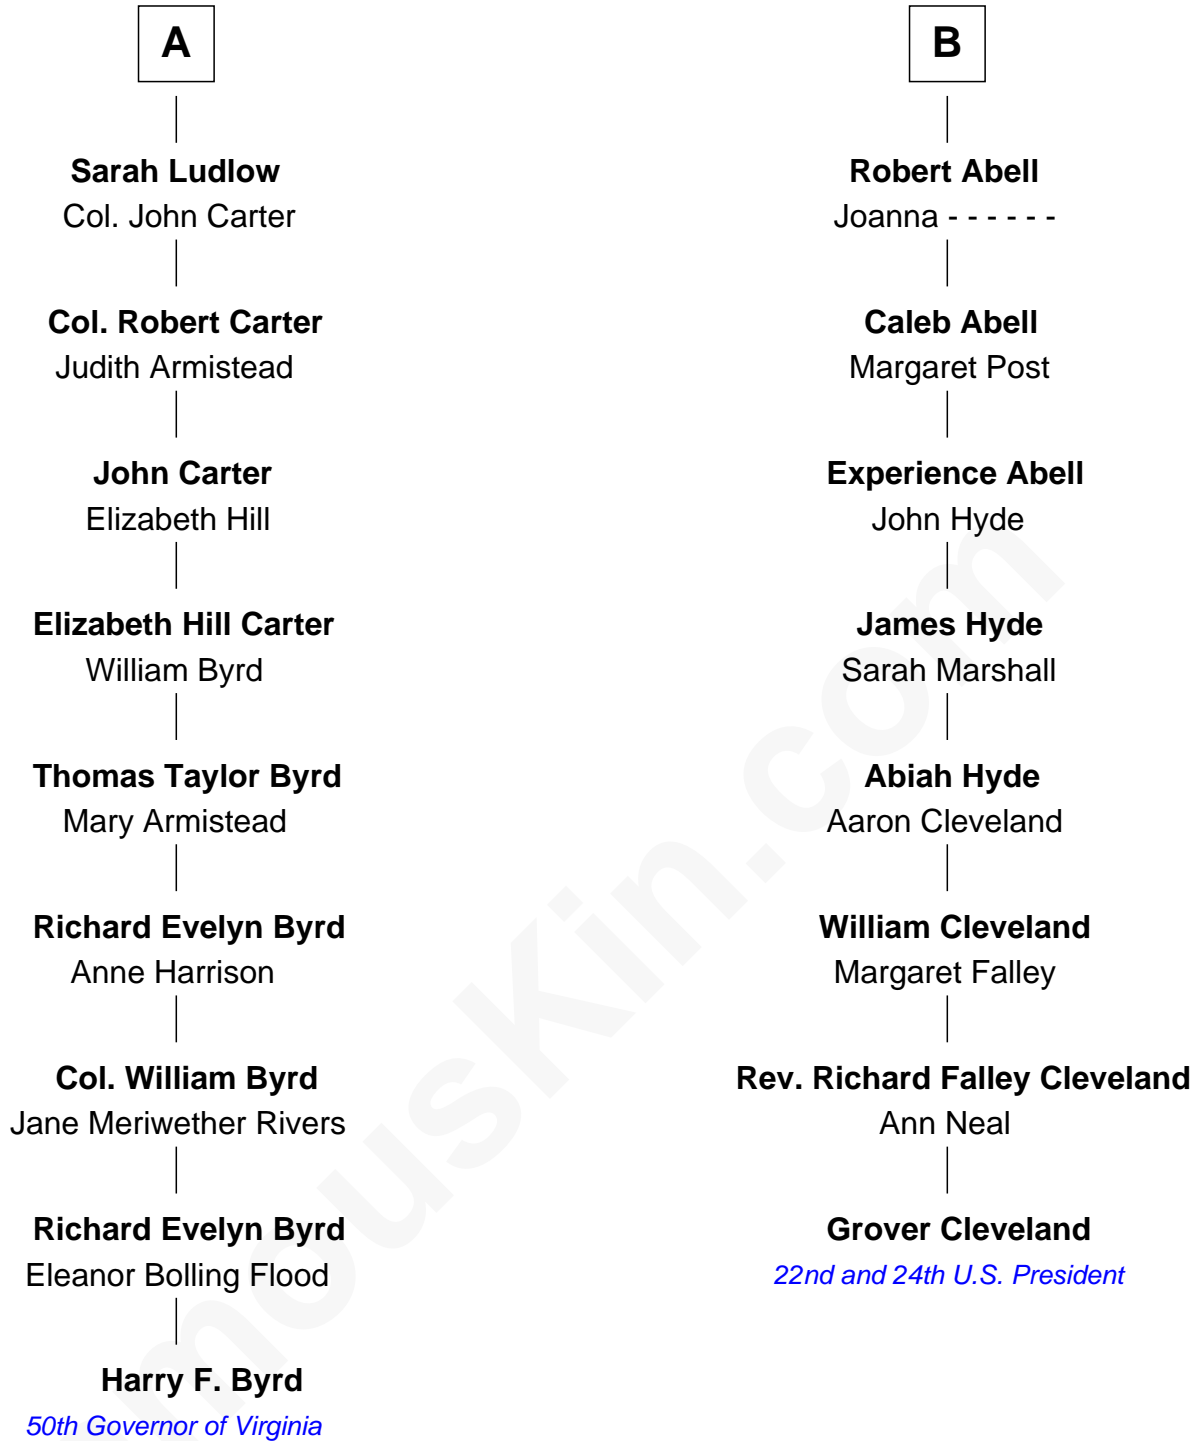 A
Sarah Ludlow
Col. John Carter
Col. Robert Carter
Judith Armistead
John Carter
Elizabeth Hill
Elizabeth Hill Carter
William Byrd
Thomas Taylor Byrd
Mary Armistead
Richard Evelyn Byrd
Anne Harrison
Col. William Byrd
Jane Meriwether Rivers
Richard Evelyn Byrd
Eleanor Bolling Flood
Harry F. Byrd
50th Governor of Virginia
B
Robert Abell
Joanna - - - - - -
Caleb Abell
Margaret Post
Experience Abell
John Hyde
James Hyde
Sarah Marshall
Abiah Hyde
Aaron Cleveland
William Cleveland
Margaret Falley
Rev. Richard Falley Cleveland
Ann Neal
Grover Cleveland
22nd and 24th U.S. President
mousKin.com